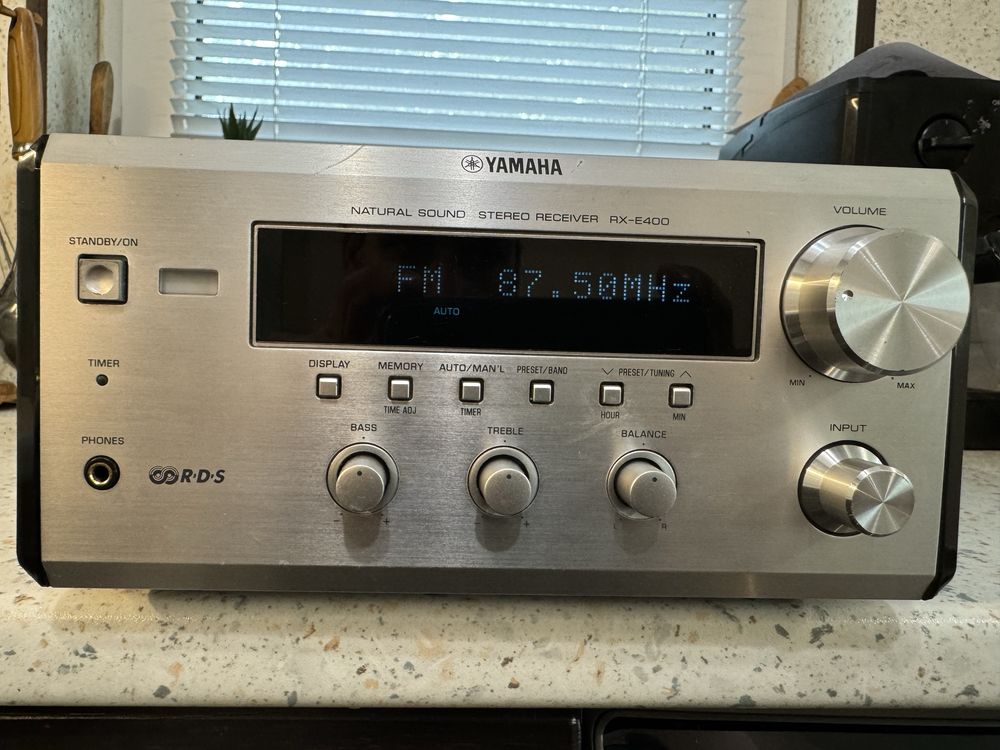 YAMAHA
NATURAL SOUND STEREO RECEIVER RX-E400
VOLUME
STANDBY/ON
FM 87.50MHz
AUTO
MIN
MAX
TIMER
DISPLAY
MEMORY
AUTO/MAN'L
PRESET/BAND
PRESET/TUNING
TIME ADJ
TIMER
HOUR
MIN
BASS
TREBLE
BALANCE
INPUT
- +
+
L R
PHONES
R·D·S